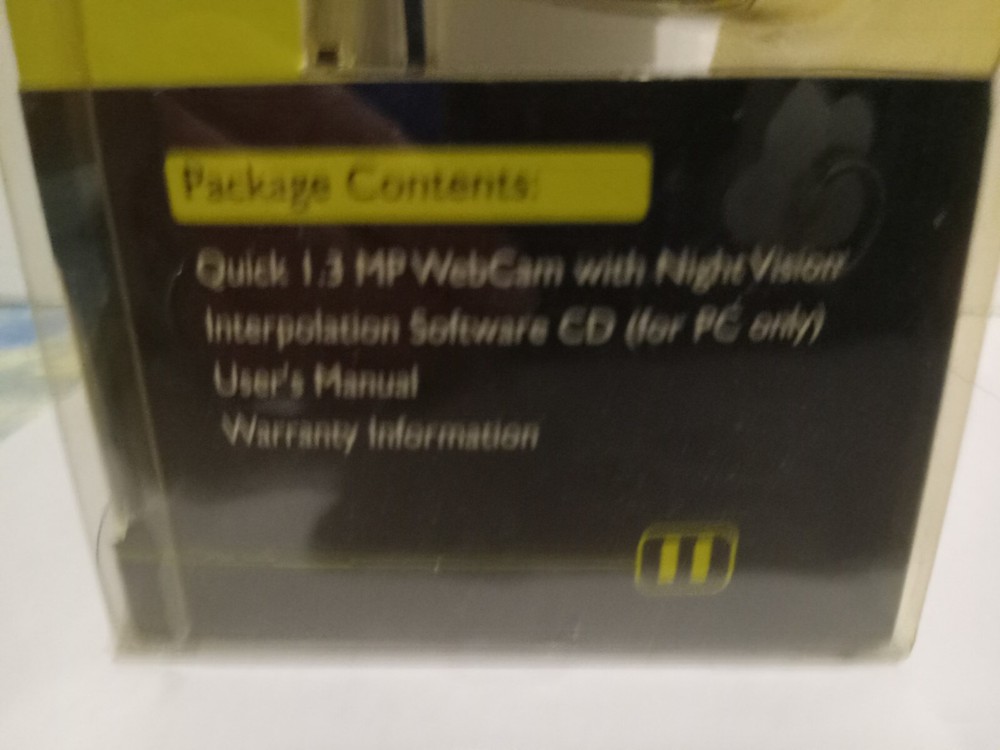 Package Contents:
Quick 1.3 MP WebCam with Night Vision
Interpolation Software CD (for PC only)
User's Manual
Warranty Information